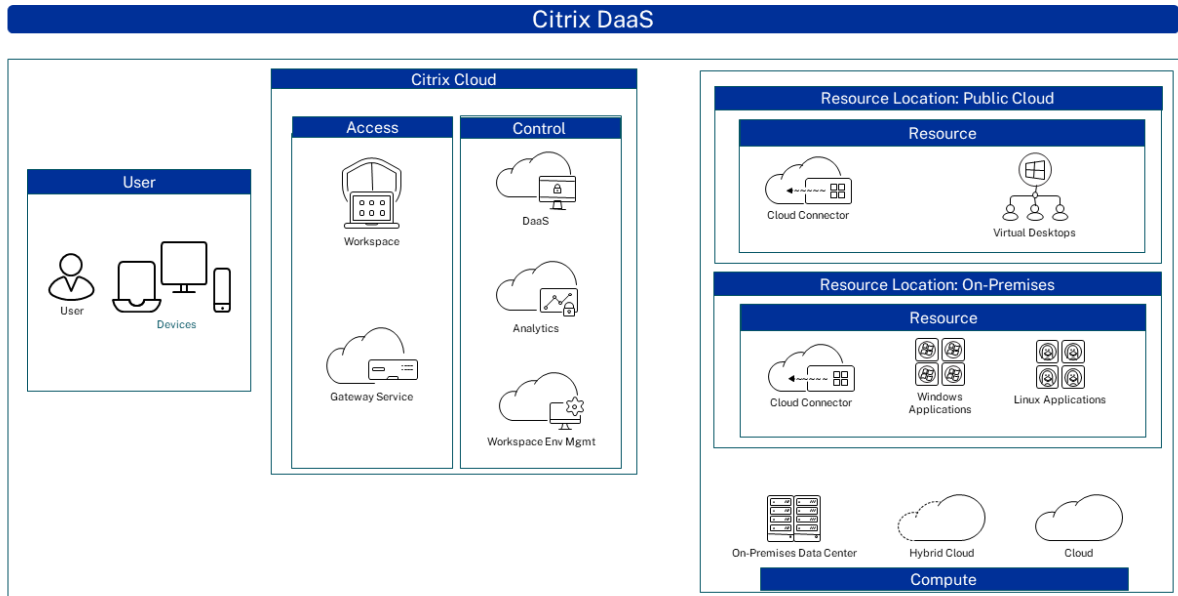 Citrix DaaS
User
User
Devices
Citrix Cloud
Access
Workspace
Gateway Service
Control
DaaS
Analytics
Workspace Env Mgmt
Resource Location: Public Cloud
Resource
Cloud Connector
Virtual Desktops
Resource Location: On-Premises
Resource
Cloud Connector
Windows
Applications
Linux Applications
On-Premises Data Center
Hybrid Cloud
Cloud
Compute